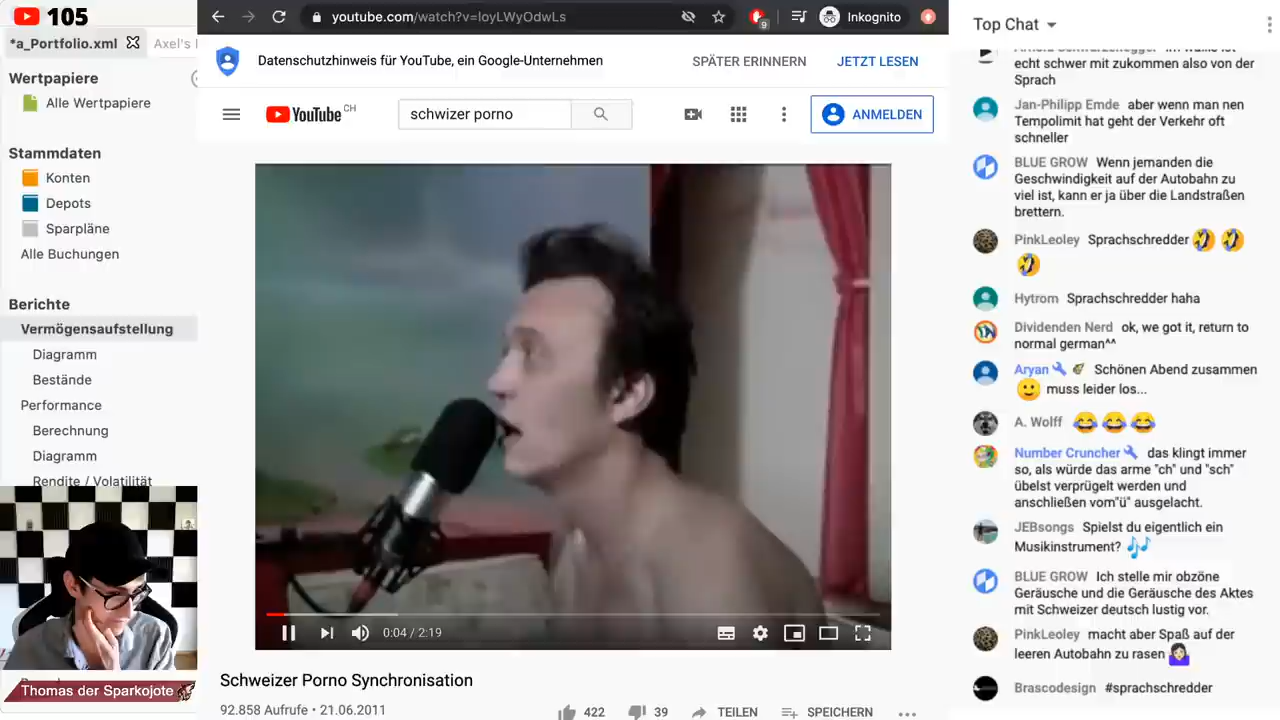 105
*a_Portfolio.xml
Axel's
Wertpapiere
Alle Wertpapiere
Stammdaten
Konten
Depots
Sparpläne
Alle Buchungen
Berichte
Vermögensaufstellung
Diagramm
Bestände
Performance
Berechnung
Diagramm
Rendite / Volatilität
Thomas der Sparkojote
youtube.com/watch?v=loyLWyOdwLs
9
Inkognito
Datenschutzhinweis für YouTube, ein Google-Unternehmen
SPÄTER ERINNERN
JETZT LESEN
YouTube CH
schwizer porno
ANMELDEN
0:04 / 2:19
Schweizer Porno Synchronisation
92.858 Aufrufe • 21.06.2011
422
39
TEILEN
SPEICHERN
Top Chat
echt schwer mit zukommen also von der
Sprach
Jan-Philipp Emde aber wenn man nen
Tempolimit hat geht der Verkehr oft
schneller
BLUE GROW Wenn jemanden die
Geschwindigkeit auf der Autobahn zu
viel ist, kann er ja über die Landstraßen
brettern.
PinkLeoley Sprachschredder 🤣 🤣
🤣
Hytrom Sprachschredder haha
Dividenden Nerd ok, we got it, return to
normal german^^
Aryan Schönen Abend zusammen
🙂 muss leider los...
A. Wolff 😂 😂 😂
Number Cruncher das klingt immer
so, als würde das arme "ch" und "sch"
übelst verprügelt werden und
anschließen vom"ü" ausgelacht.
JEBsongs Spielst du eigentlich ein
Musikinstrument? 🎶
BLUE GROW Ich stelle mir obzöne
Geräusche und die Geräusche des Aktes
mit Schweizer deutsch lustig vor.
PinkLeoley macht aber Spaß auf der
leeren Autobahn zu rasen 🤷🏻‍♀️
Brascodesign #sprachschredder